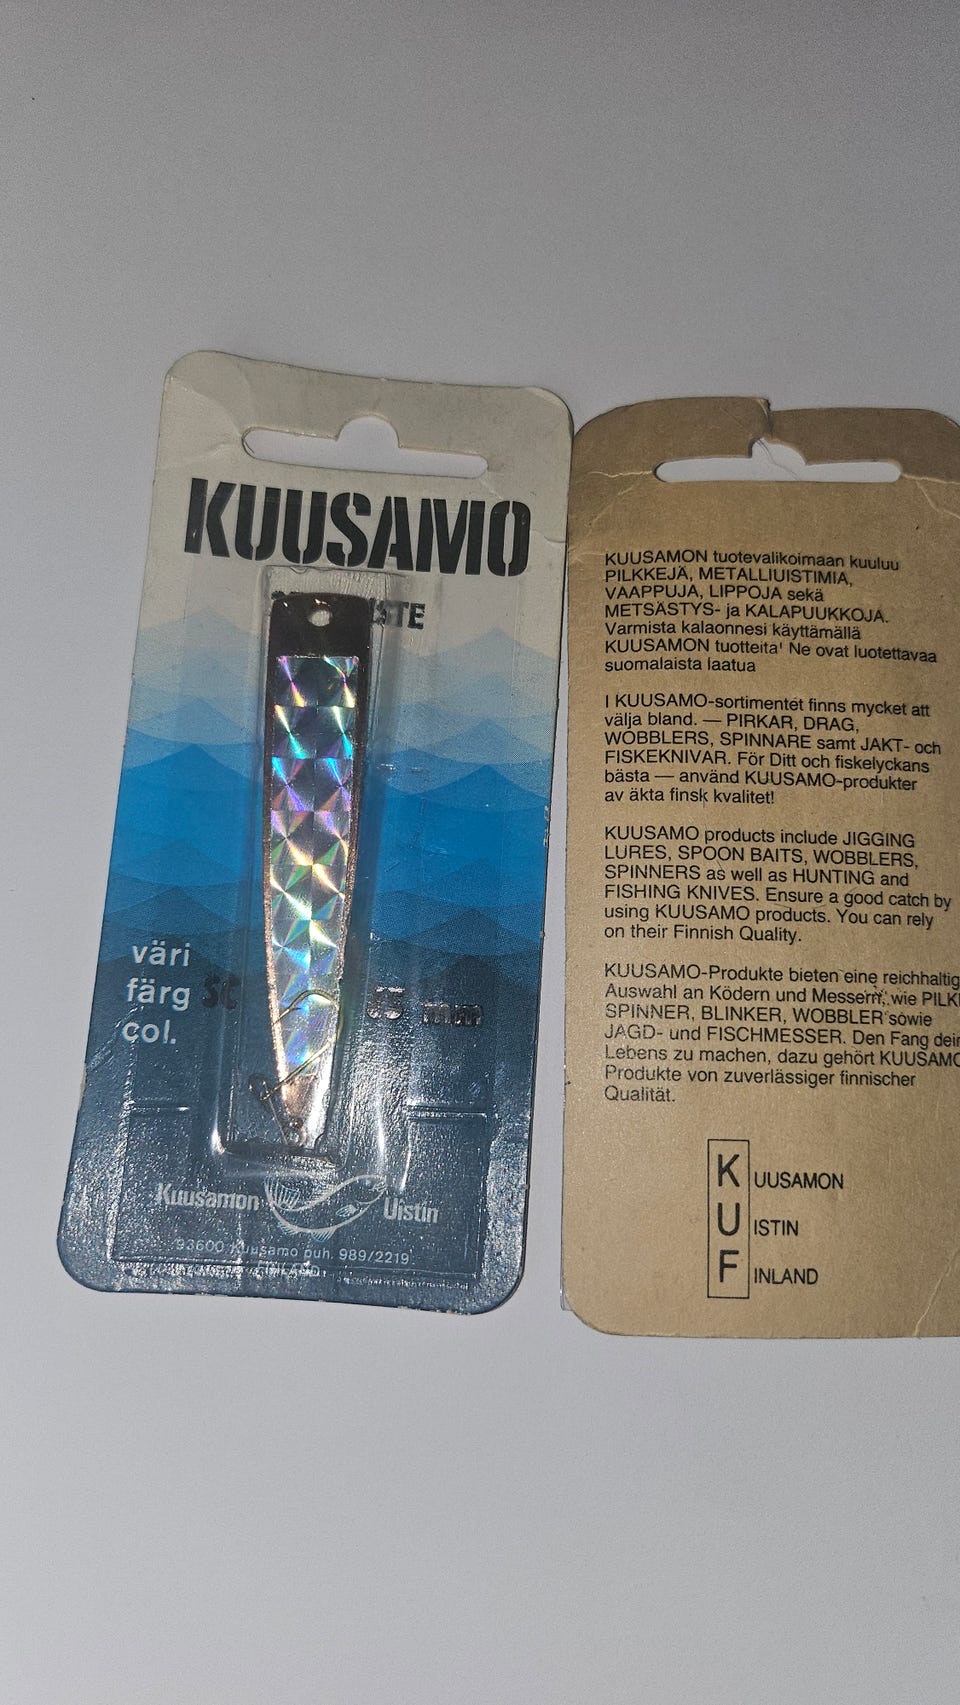 KUUSAMO
väri
färg SC
col.
mm
Kuusamon Uistin
93600 Kuusamo puh. 989/2219
FINLAND
KUUSAMON tuotevalikoimaan kuuluu
PILKKEJÄ, METALLIUISTIMIA,
VAAPPUJA, LIPPOJA sekä
METSÄSTYS- ja KALAPUUKKOJA.
Varmista kalaonnesi käyttämällä
KUUSAMON tuotteita! Ne ovat luotettavaa
suomalaista laatua
I KUUSAMO-sortimentet finns mycket att
välja bland. — PIRKAR, DRAG,
WOBBLERS, SPINNARE samt JAKT- och
FISKEKNIVAR. För Ditt och fiskelyckans
bästa — använd KUUSAMO-produkter
av äkta finsk kvalitet!
KUUSAMO products include JIGGING
LURES, SPOON BAITS, WOBBLERS,
SPINNERS as well as HUNTING and
FISHING KNIVES. Ensure a good catch by
using KUUSAMO products. You can rely
on their Finnish Quality.
KUUSAMO-Produkte bieten eine reichhaltig
Auswahl an Ködern und Messern, wie PILK
SPINNER, BLINKER, WOBBLER sowie
JAGD- und FISCHMESSER. Den Fang dein
Lebens zu machen, dazu gehört KUUSAMO
Produkte von zuverlässiger finnischer
Qualität.
KUUSAMON
UISTIN
FINLAND